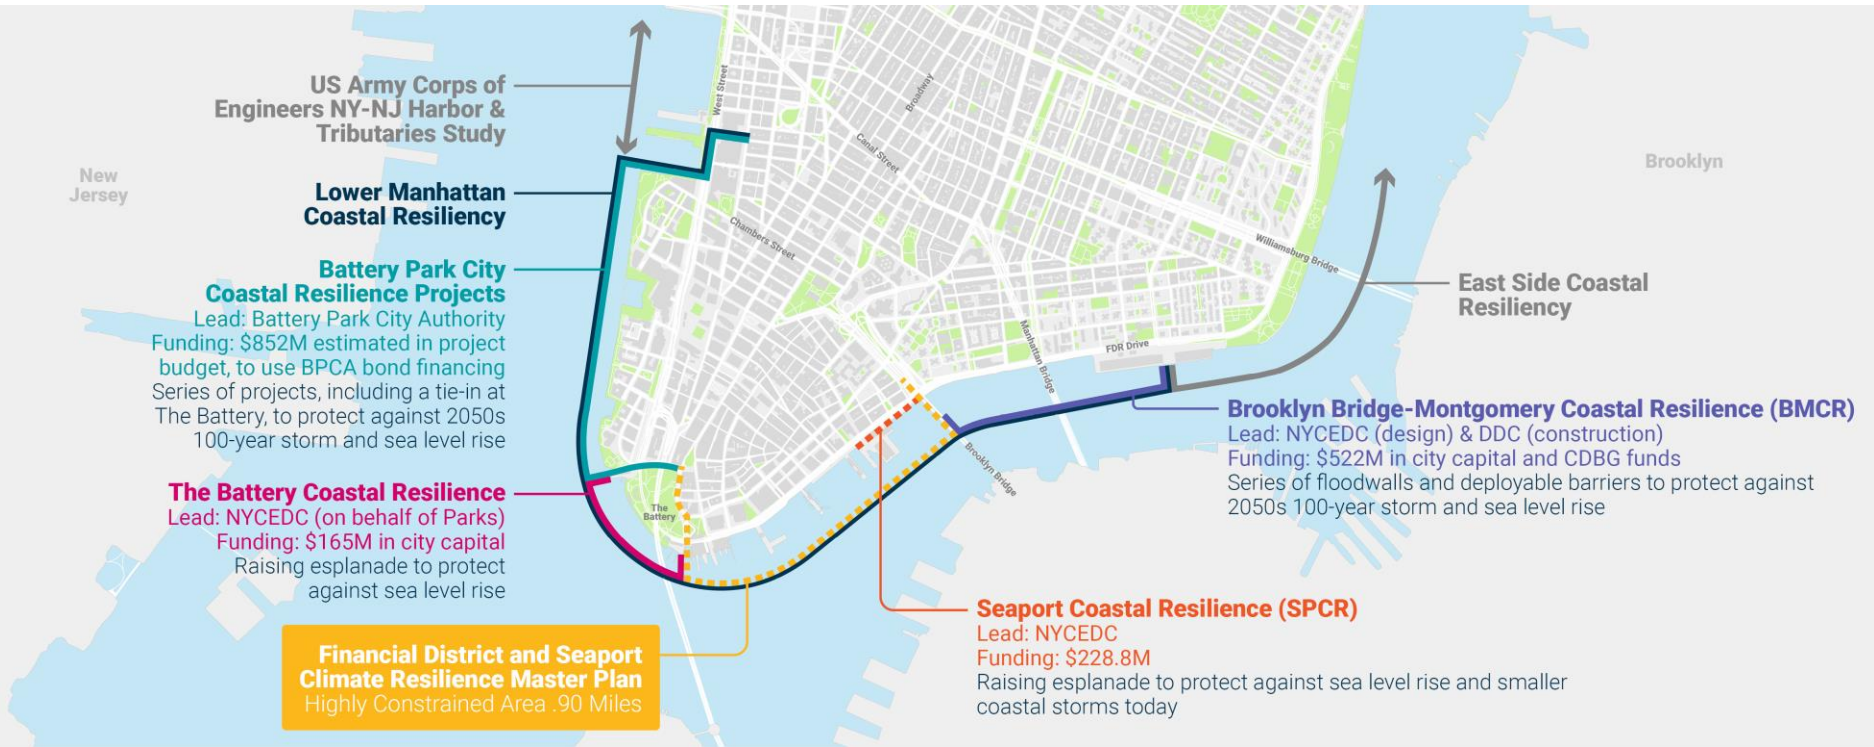 US Army Corps of
Engineers NY-NJ Harbor &
Tributaries Study
New
Jersey
Lower Manhattan
Coastal Resiliency
Battery Park City
Coastal Resilience Projects
Lead: Battery Park City Authority
Funding: $852M estimated in project
budget, to use BPCA bond financing
Series of projects, including a tie-in at
The Battery, to protect against 2050s
100-year storm and sea level rise
The Battery Coastal Resilience
Lead: NYCEDC (on behalf of Parks)
Funding: $165M in city capital
Raising esplanade to protect
against sea level rise
Financial District and Seaport
Climate Resilience Master Plan
Highly Constrained Area .90 Miles
West Street
Broadway
Canal Street
Chambers Street
The
Battery
Manhattan Bridge
FDR Drive
Williamsburg Bridge
Brooklyn Bridge
Brooklyn
East Side Coastal
Resiliency
Brooklyn Bridge-Montgomery Coastal Resilience (BMCR)
Lead: NYCEDC (design) & DDC (construction)
Funding: $522M in city capital and CDBG funds
Series of floodwalls and deployable barriers to protect against
2050s 100-year storm and sea level rise
Seaport Coastal Resilience (SPCR)
Lead: NYCEDC
Funding: $228.8M
Raising esplanade to protect against sea level rise and smaller
coastal storms today